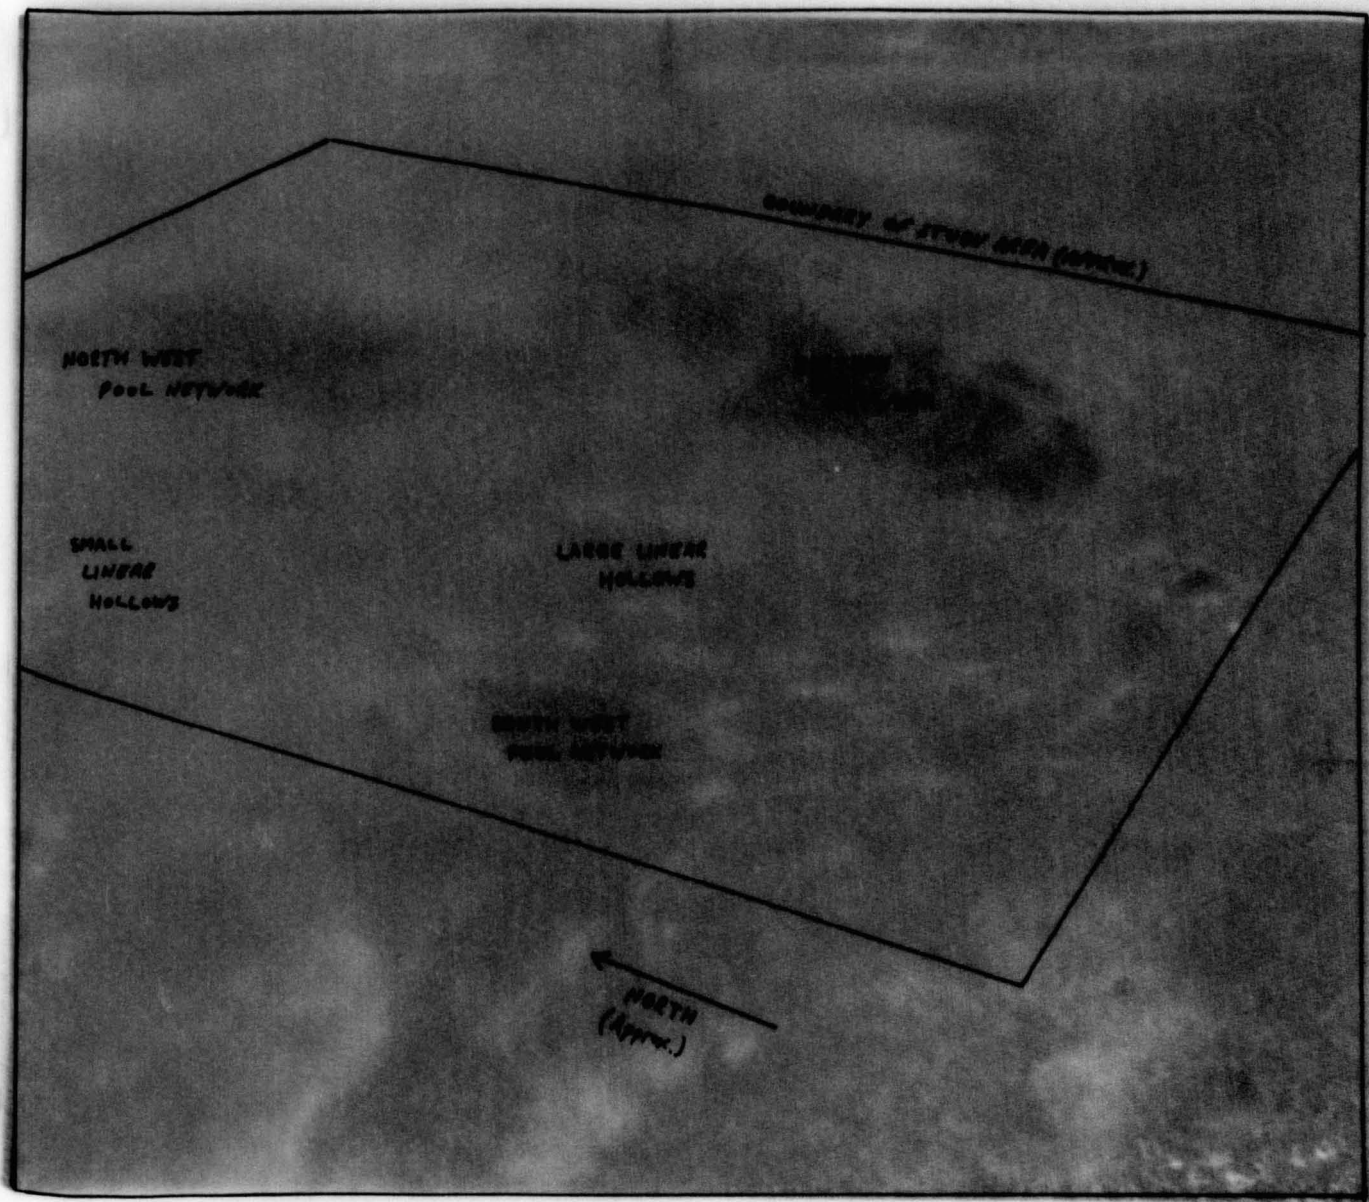 BOUNDARY OF STUDY AREA (APPROX.)
NORTH WEST
POOL NETWORK
SMALL
LINEAR
HOLLOWS
LARGE LINEAR
HOLLOWS
SOUTH WEST
POOL NETWORK
NORTH
(Approx.)